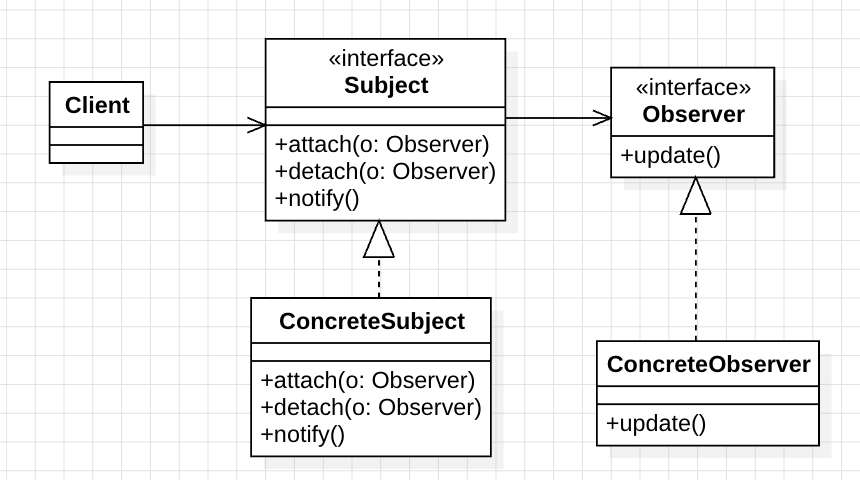 Client
«interface»
Subject
+attach(o: Observer)
+detach(o: Observer)
+notify()
«interface»
Observer
+update()
ConcreteSubject
+attach(o: Observer)
+detach(o: Observer)
+notify()
ConcreteObserver
+update()